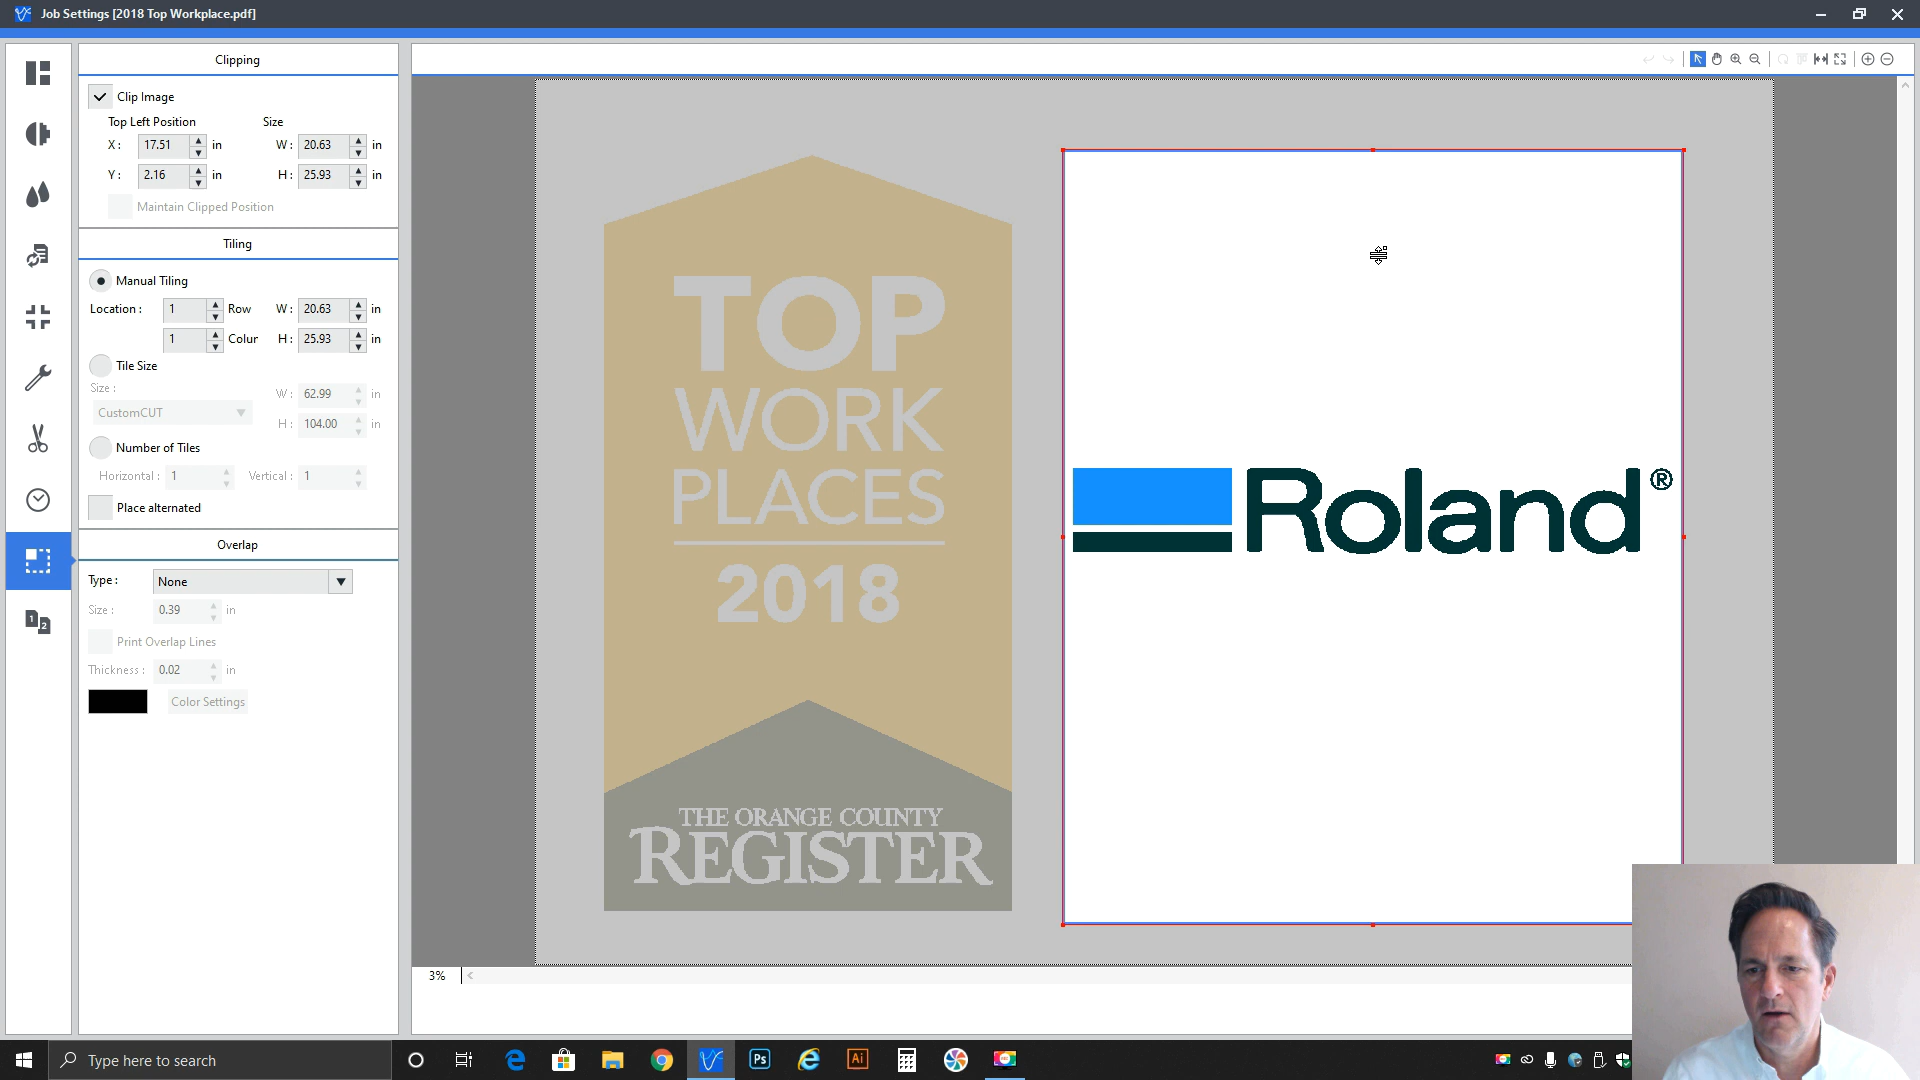 Job Settings [2018 Top Workplace.pdf]
Clipping
Clip Image
Top Left Position
Size
X :
17.51
in
W :
20.63
in
Y :
2.16
in
H :
25.93
in
Maintain Clipped Position
Tiling
Manual Tiling
Location :
1
Row
W :
20.63
in
1
Colur
H :
25.93
in
Tile Size
Size :
W :
62.99
in
CustomCUT
H :
104.00
in
Number of Tiles
Horizontal :
1
Vertical :
1
Place alternated
Overlap
Type :
None
Size :
0.39
in
Print Overlap Lines
Thickness :
0.02
in
Color Settings
TOP
WORK
PLACES
2018
THE ORANGE COUNTY
REGISTER
Roland®
3%
Type here to search